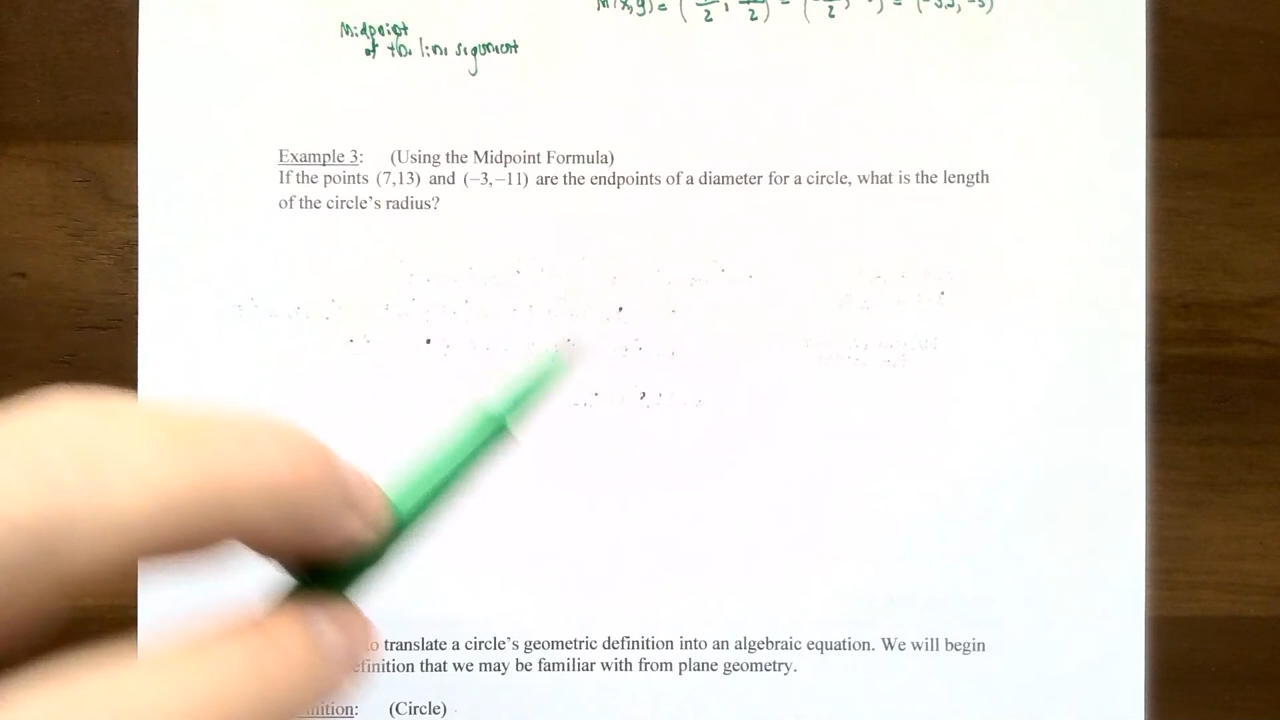 Midpoint
of the line segment
Example 3: (Using the Midpoint Formula)
If the points (7,13) and (−3,−11) are the endpoints of a diameter for a circle, what is the length
of the circle’s radius?
to translate a circle’s geometric definition into an algebraic equation. We will begin
that we may be familiar with from plane geometry.
(Circle)